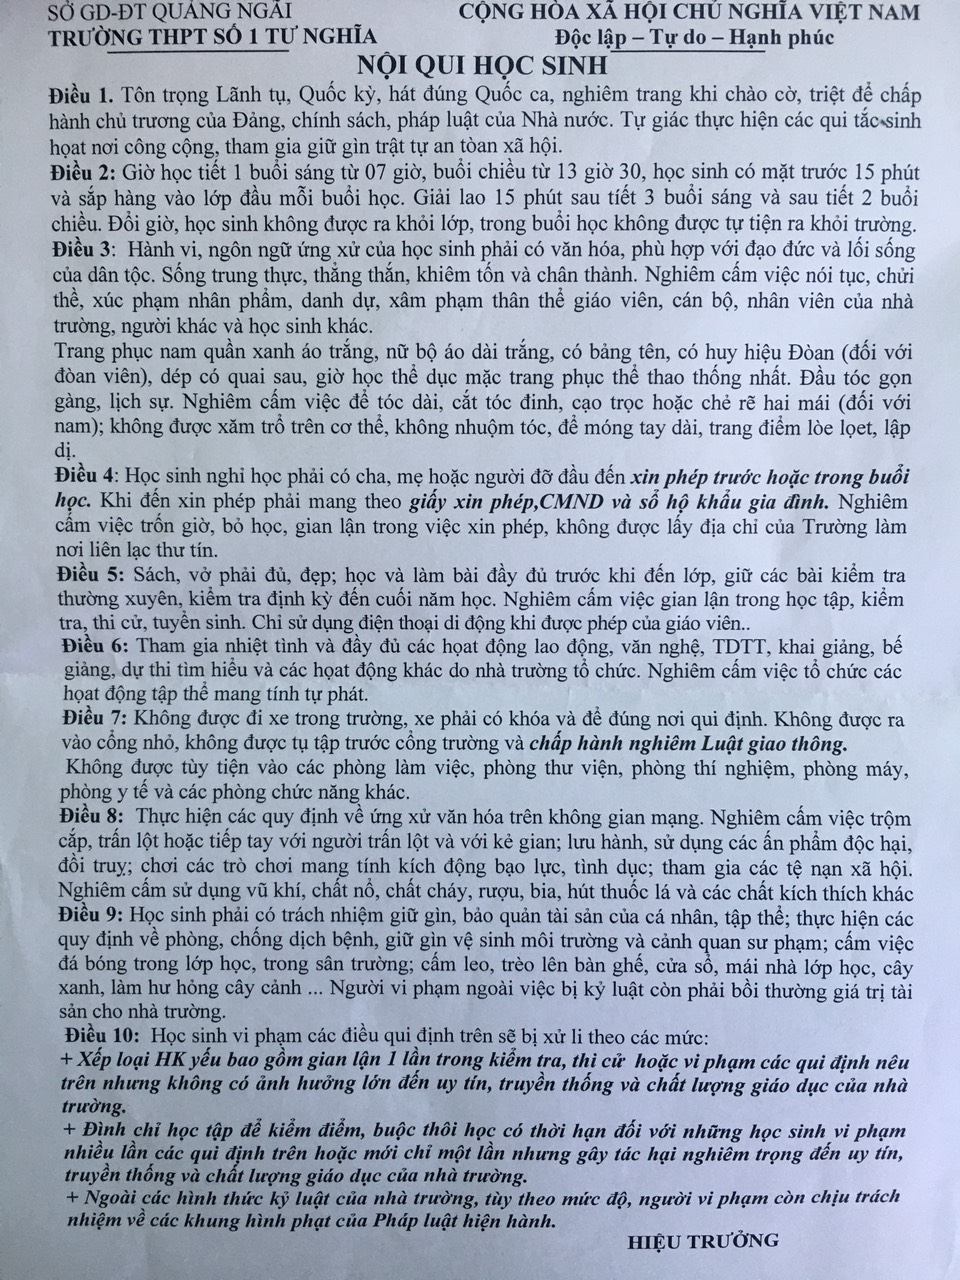 SỞ GD-ĐT QUẢNG NGÃI
CỘNG HÒA XÃ HỘI CHỦ NGHĨA VIỆT NAM
TRƯỜNG THPT SỐ 1 TƯ NGHĨA
Độc lập – Tự do – Hạnh phúc
NỘI QUI HỌC SINH
Điều 1. Tôn trọng Lãnh tụ, Quốc kỳ, hát đúng Quốc ca, nghiêm trang khi chào cờ, triệt để chấp
hành chủ trương của Đảng, chính sách, pháp luật của Nhà nước. Tự giác thực hiện các qui tắc sinh
họat nơi công cộng, tham gia giữ gìn trật tự an tòan xã hội.
Điều 2: Giờ học tiết 1 buổi sáng từ 07 giờ, buổi chiều từ 13 giờ 30, học sinh có mặt trước 15 phút
và sắp hàng vào lớp đầu mỗi buổi học. Giải lao 15 phút sau tiết 3 buổi sáng và sau tiết 2 buổi
chiều. Đổi giờ, học sinh không được ra khỏi lớp, trong buổi học không được tự tiện ra khỏi trường.
Điều 3: Hành vi, ngôn ngữ ứng xử của học sinh phải có văn hóa, phù hợp với đạo đức và lối sống
của dân tộc. Sống trung thực, thẳng thắn, khiêm tốn và chân thành. Nghiêm cấm việc nói tục, chửi
thề, xúc phạm nhân phẩm, danh dự, xâm phạm thân thể giáo viên, cán bộ, nhân viên của nhà
trường, người khác và học sinh khác.
Trang phục nam quần xanh áo trắng, nữ bộ áo dài trắng, có bảng tên, có huy hiệu Đòan (đối với
đòan viên), dép có quai sau, giờ học thể dục mặc trang phục thể thao thống nhất. Đầu tóc gọn
gàng, lịch sự. Nghiêm cấm việc để tóc dài, cắt tóc đinh, cạo trọc hoặc chẻ rẽ hai mái (đối với
nam); không được xăm trổ trên cơ thể, không nhuộm tóc, để móng tay dài, trang điểm lòe lọet, lập
dị.
Điều 4: Học sinh nghỉ học phải có cha, mẹ hoặc người đỡ đầu đến xin phép trước hoặc trong buổi
học. Khi đến xin phép phải mang theo giấy xin phép,CMND và sổ hộ khẩu gia đình. Nghiêm
cấm việc trốn giờ, bỏ học, gian lận trong việc xin phép, không được lấy địa chỉ của Trường làm
nơi liên lạc thư tín.
Điều 5: Sách, vở phải đủ, đẹp; học và làm bài đầy đủ trước khi đến lớp, giữ các bài kiểm tra
thường xuyên, kiểm tra định kỳ đến cuối năm học. Nghiêm cấm việc gian lận trong học tập, kiểm
tra, thi cử, tuyển sinh. Chỉ sử dụng điện thoại di động khi được phép của giáo viên..
Điều 6: Tham gia nhiệt tình và đầy đủ các họat động lao động, văn nghệ, TDTT, khai giảng, bế
giảng, dự thi tìm hiểu và các họat động khác do nhà trường tổ chức. Nghiêm cấm việc tổ chức các
họat động tập thể mang tính tự phát.
Điều 7: Không được đi xe trong trường, xe phải có khóa và để đúng nơi qui định. Không được ra
vào cổng nhỏ, không được tụ tập trước cổng trường và chấp hành nghiêm Luật giao thông.
Không được tùy tiện vào các phòng làm việc, phòng thư viện, phòng thí nghiệm, phòng máy,
phòng y tế và các phòng chức năng khác.
Điều 8: Thực hiện các quy định về ứng xử văn hóa trên không gian mạng. Nghiêm cấm việc trộm
cắp, trấn lột hoặc tiếp tay với người trấn lột và với kẻ gian; lưu hành, sử dụng các ấn phẩm độc hại,
đồi truỵ; chơi các trò chơi mang tính kích động bạo lực, tình dục; tham gia các tệ nạn xã hội.
Nghiêm cấm sử dụng vũ khí, chất nổ, chất cháy, rượu, bia, hút thuốc lá và các chất kích thích khác
Điều 9: Học sinh phải có trách nhiệm giữ gìn, bảo quản tài sản của cá nhân, tập thể; thực hiện các
quy định về phòng, chống dịch bệnh, giữ gìn vệ sinh môi trường và cảnh quan sư phạm; cấm việc
đá bóng trong lớp học, trong sân trường; cấm leo, trèo lên bàn ghế, cửa sổ, mái nhà lớp học, cây
xanh, làm hư hỏng cây cảnh ... Người vi phạm ngoài việc bị kỷ luật còn phải bồi thường giá trị tài
sản cho nhà trường.
Điều 10: Học sinh vi phạm các điều qui định trên sẽ bị xử li theo các mức:
+ Xếp loại HK yếu bao gồm gian lận 1 lần trong kiểm tra, thi cử hoặc vi phạm các qui định nêu
trên nhưng không có ảnh hưởng lớn đến uy tín, truyền thống và chất lượng giáo dục của nhà
trường.
+ Đình chỉ học tập để kiểm điểm, buộc thôi học có thời hạn đối với những học sinh vi phạm
nhiều lần các qui định trên hoặc mới chỉ một lần nhưng gây tác hại nghiêm trọng đến uy tín,
truyền thống và chất lượng giáo dục của nhà trường.
+ Ngoài các hình thức kỷ luật của nhà trường, tùy theo mức độ, người vi phạm còn chịu trách
nhiệm về các khung hình phạt của Pháp luật hiện hành.
HIỆU TRƯỞNG